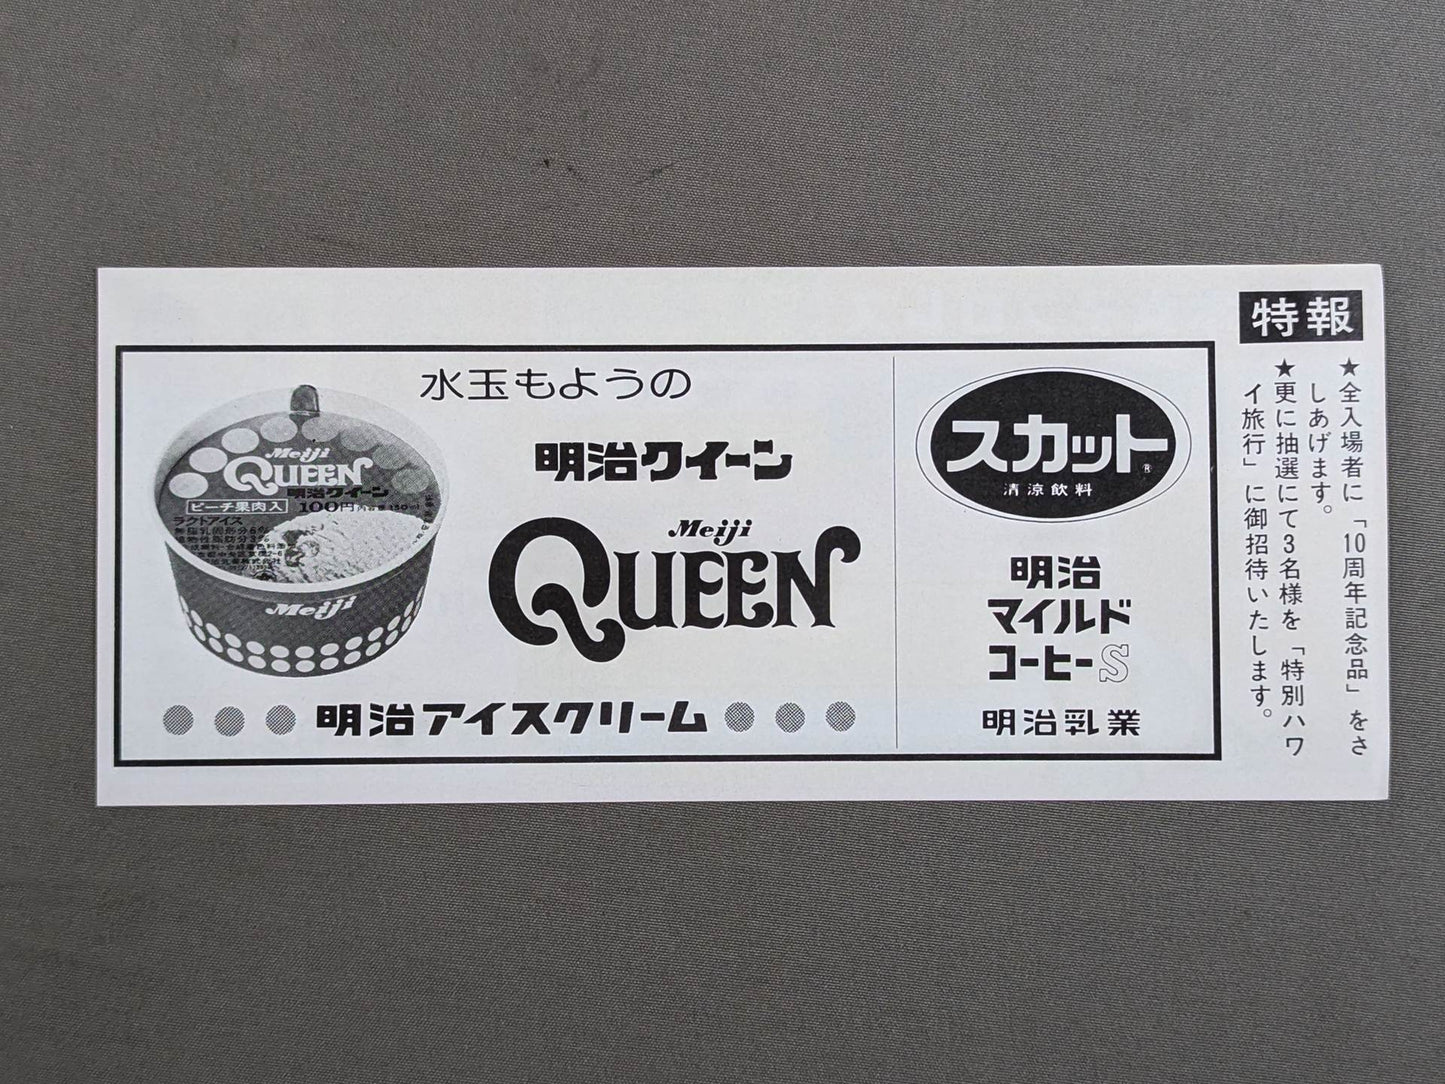 特報
★全入場者に「10周年記念品」をさ
しあげます。
★更に抽選にて3名様を「特別ハワ
イ旅行」に御招待いたします。
水玉もようの
明治クイーン
Meiji
QUEEN
明治アイスクリーム
Meiji
QUEEN
明治クイーン
ピーチ果肉入
100円
ラクトアイス
Meiji
スカット®
清涼飲料
明治
マイルド
コーヒーS
明治乳業